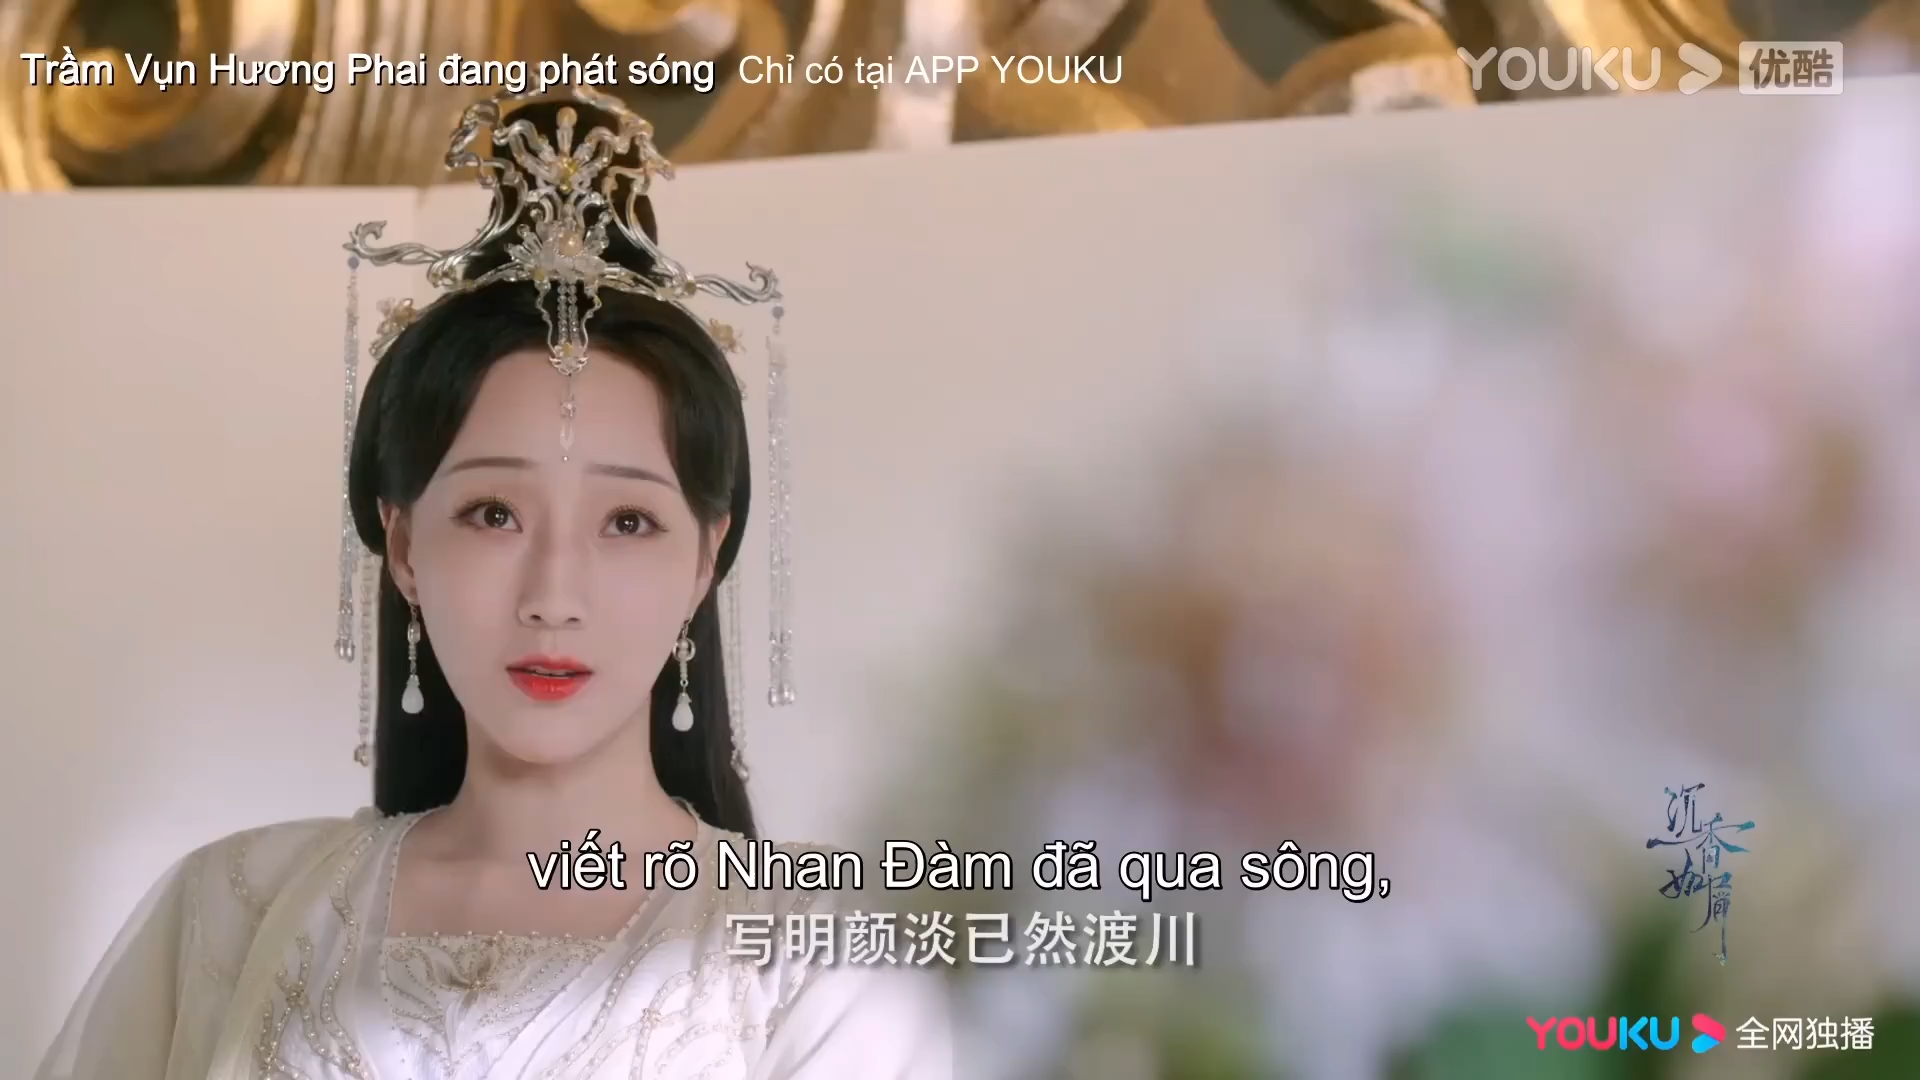 Trầm Vụn Hương Phai đang phát sóng Chỉ có tại APP YOUKU
YOUKU 优酷
viết rõ Nhan Đàm đã qua sông,
写明颜淡已然渡川
沉香如屑
YOUKU 全网独播